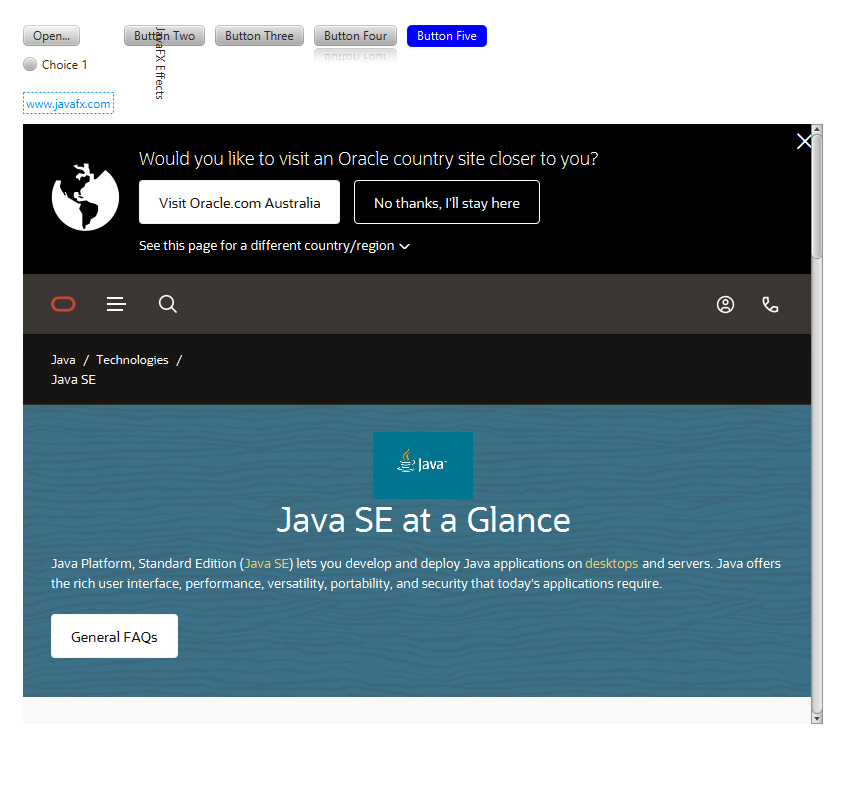 Open...
Button Two
Button Three
Button Four
Button Five
JavaFX Effects
Button Four
Choice 1
www.javafx.com
Would you like to visit an Oracle country site closer to you?
Visit Oracle.com Australia
No thanks, I'll stay here
See this page for a different country/region
Java / Technologies /
Java SE
Java™
Java SE at a Glance
Java Platform, Standard Edition (Java SE) lets you develop and deploy Java applications on desktops and servers. Java offers
the rich user interface, performance, versatility, portability, and security that today's applications require.
General FAQs